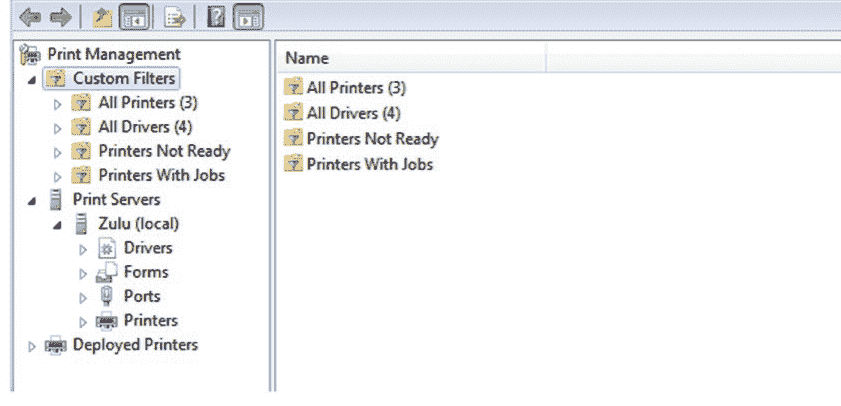 Print Management
Custom Filters
All Printers (3)
All Drivers (4)
Printers Not Ready
Printers With Jobs
Print Servers
Zulu (local)
Drivers
Forms
Ports
Printers
Deployed Printers
Name
All Printers (3)
All Drivers (4)
Printers Not Ready
Printers With Jobs